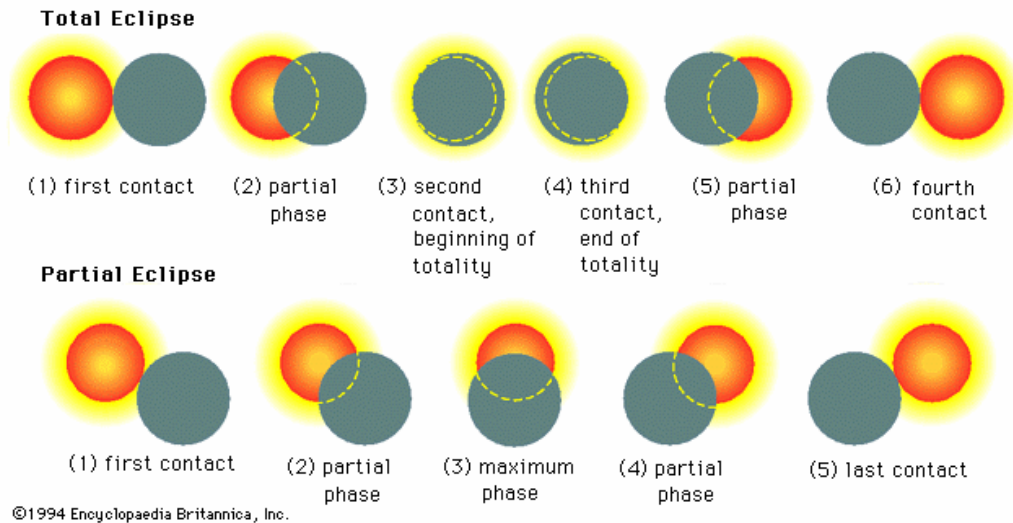 Total Eclipse
(1) first contact
(2) partial
phase
(3) second
contact,
beginning of
totality
(4) third
contact,
end of
totality
(5) partial
phase
(6) fourth
contact
Partial Eclipse
(1) first contact
(2) partial
phase
(3) maximum
phase
(4) partial
phase
(5) last contact
©1994 Encyclopaedia Britannica, Inc.